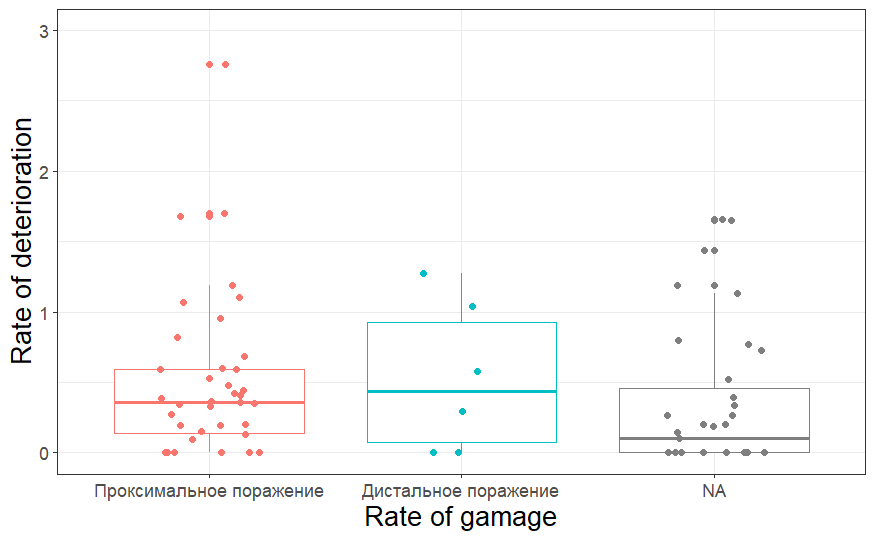 Rate of deterioration
3
2
1
0
Проксимальное поражение
Дистальное поражение
NA
Rate of gamage